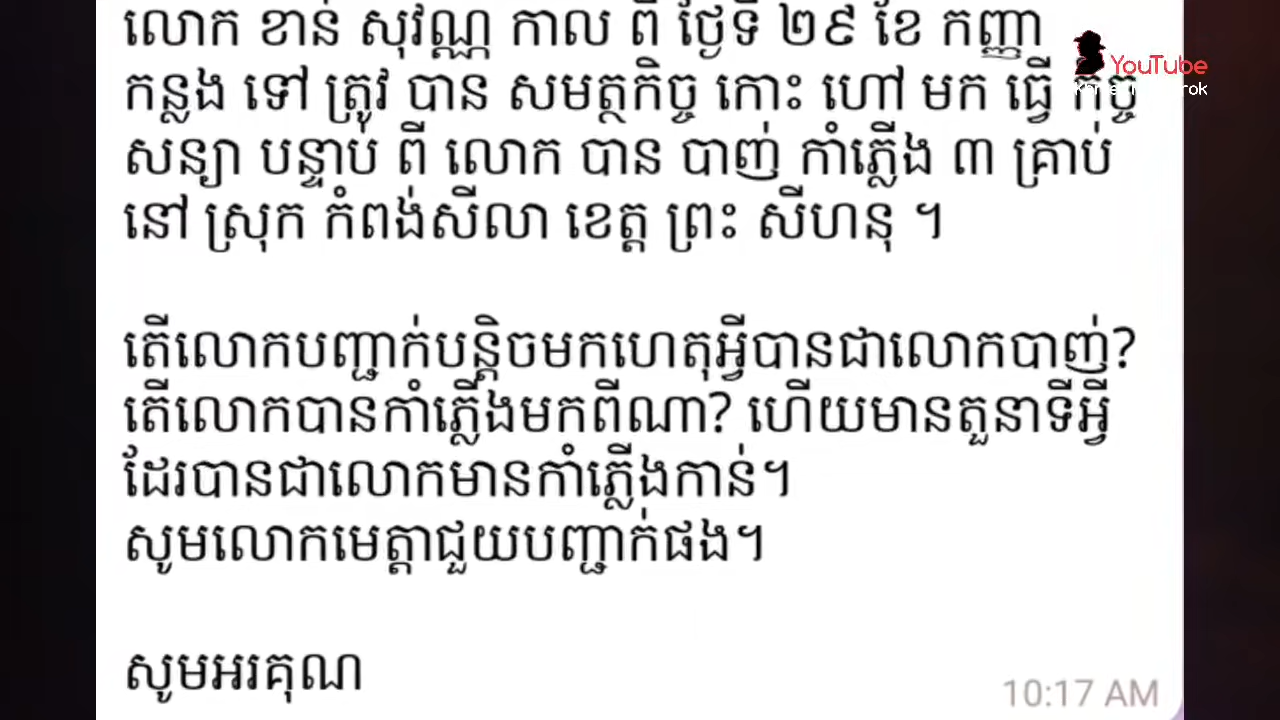 លោក ខាន់ សុវណ្ណ កាល ពី ថ្ងៃទី ២៩ ខែ កញ្ញា
YouTube
កន្លង ទៅ ត្រូវ បាន សមត្ថកិច្ច កោះ ហៅ មក ធ្វើ កិច្ច
សន្យា បន្ទាប់ ពី លោក បាន បាញ់ កាំភ្លើង ៣ គ្រាប់
នៅ ស្រុក កំពង់សីលា ខេត្ត ព្រះ សីហនុ ។
តើលោកបញ្ជាក់បន្តិចមកហេតុអ្វីបានជាលោកបាញ់?
តើលោកបានកាំភ្លើងមកពីណា? ហើយមានតួនាទីអ្វី
ដែរបានជាលោកមានកាំភ្លើងកាន់។
សូមលោកមេត្តាជួយបញ្ជាក់ផង។
សូមអរគុណ
10:17 AM